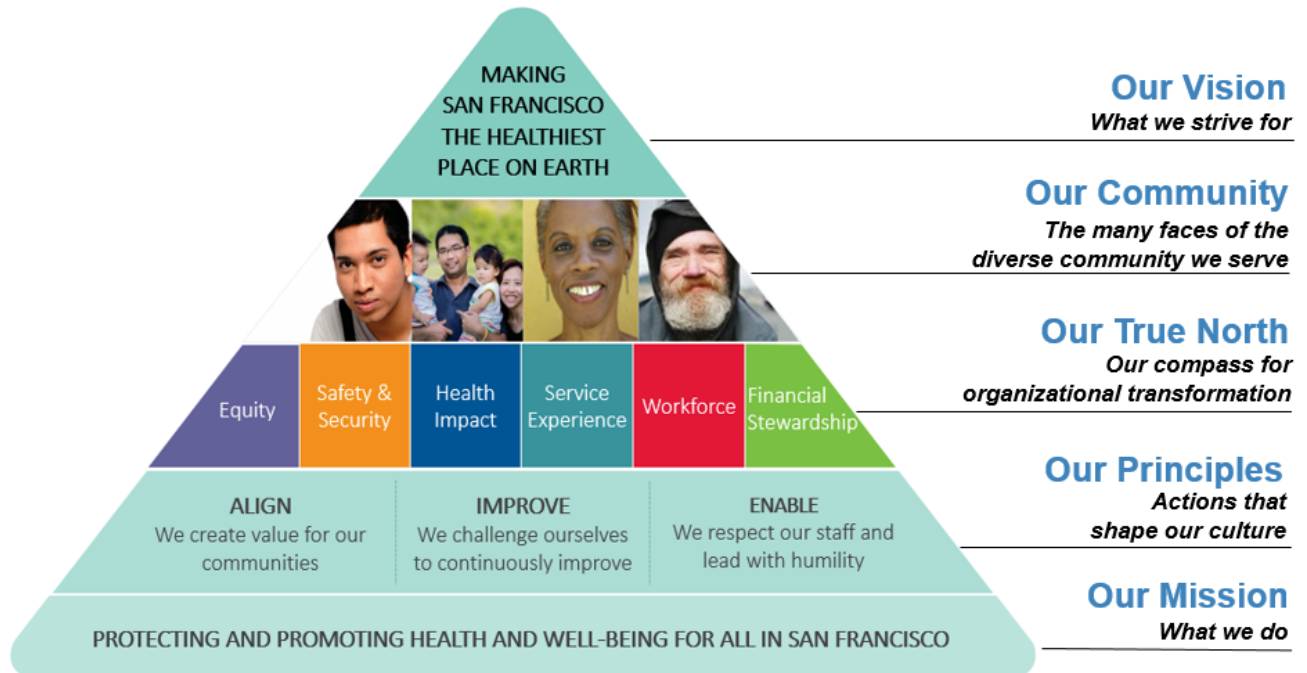 MAKING
SAN FRANCISCO
THE HEALTHIEST
PLACE ON EARTH
Our Vision
What we strive for
Our Community
The many faces of the
diverse community we serve
Equity
Safety &
Security
Health
Impact
Service
Experience
Workforce
Financial
Stewardship
Our True North
Our compass for
organizational transformation
ALIGN
We create value for our
communities
IMPROVE
We challenge ourselves
to continuously improve
ENABLE
We respect our staff and
lead with humility
Our Principles
Actions that
shape our culture
PROTECTING AND PROMOTING HEALTH AND WELL-BEING FOR ALL IN SAN FRANCISCO
Our Mission
What we do